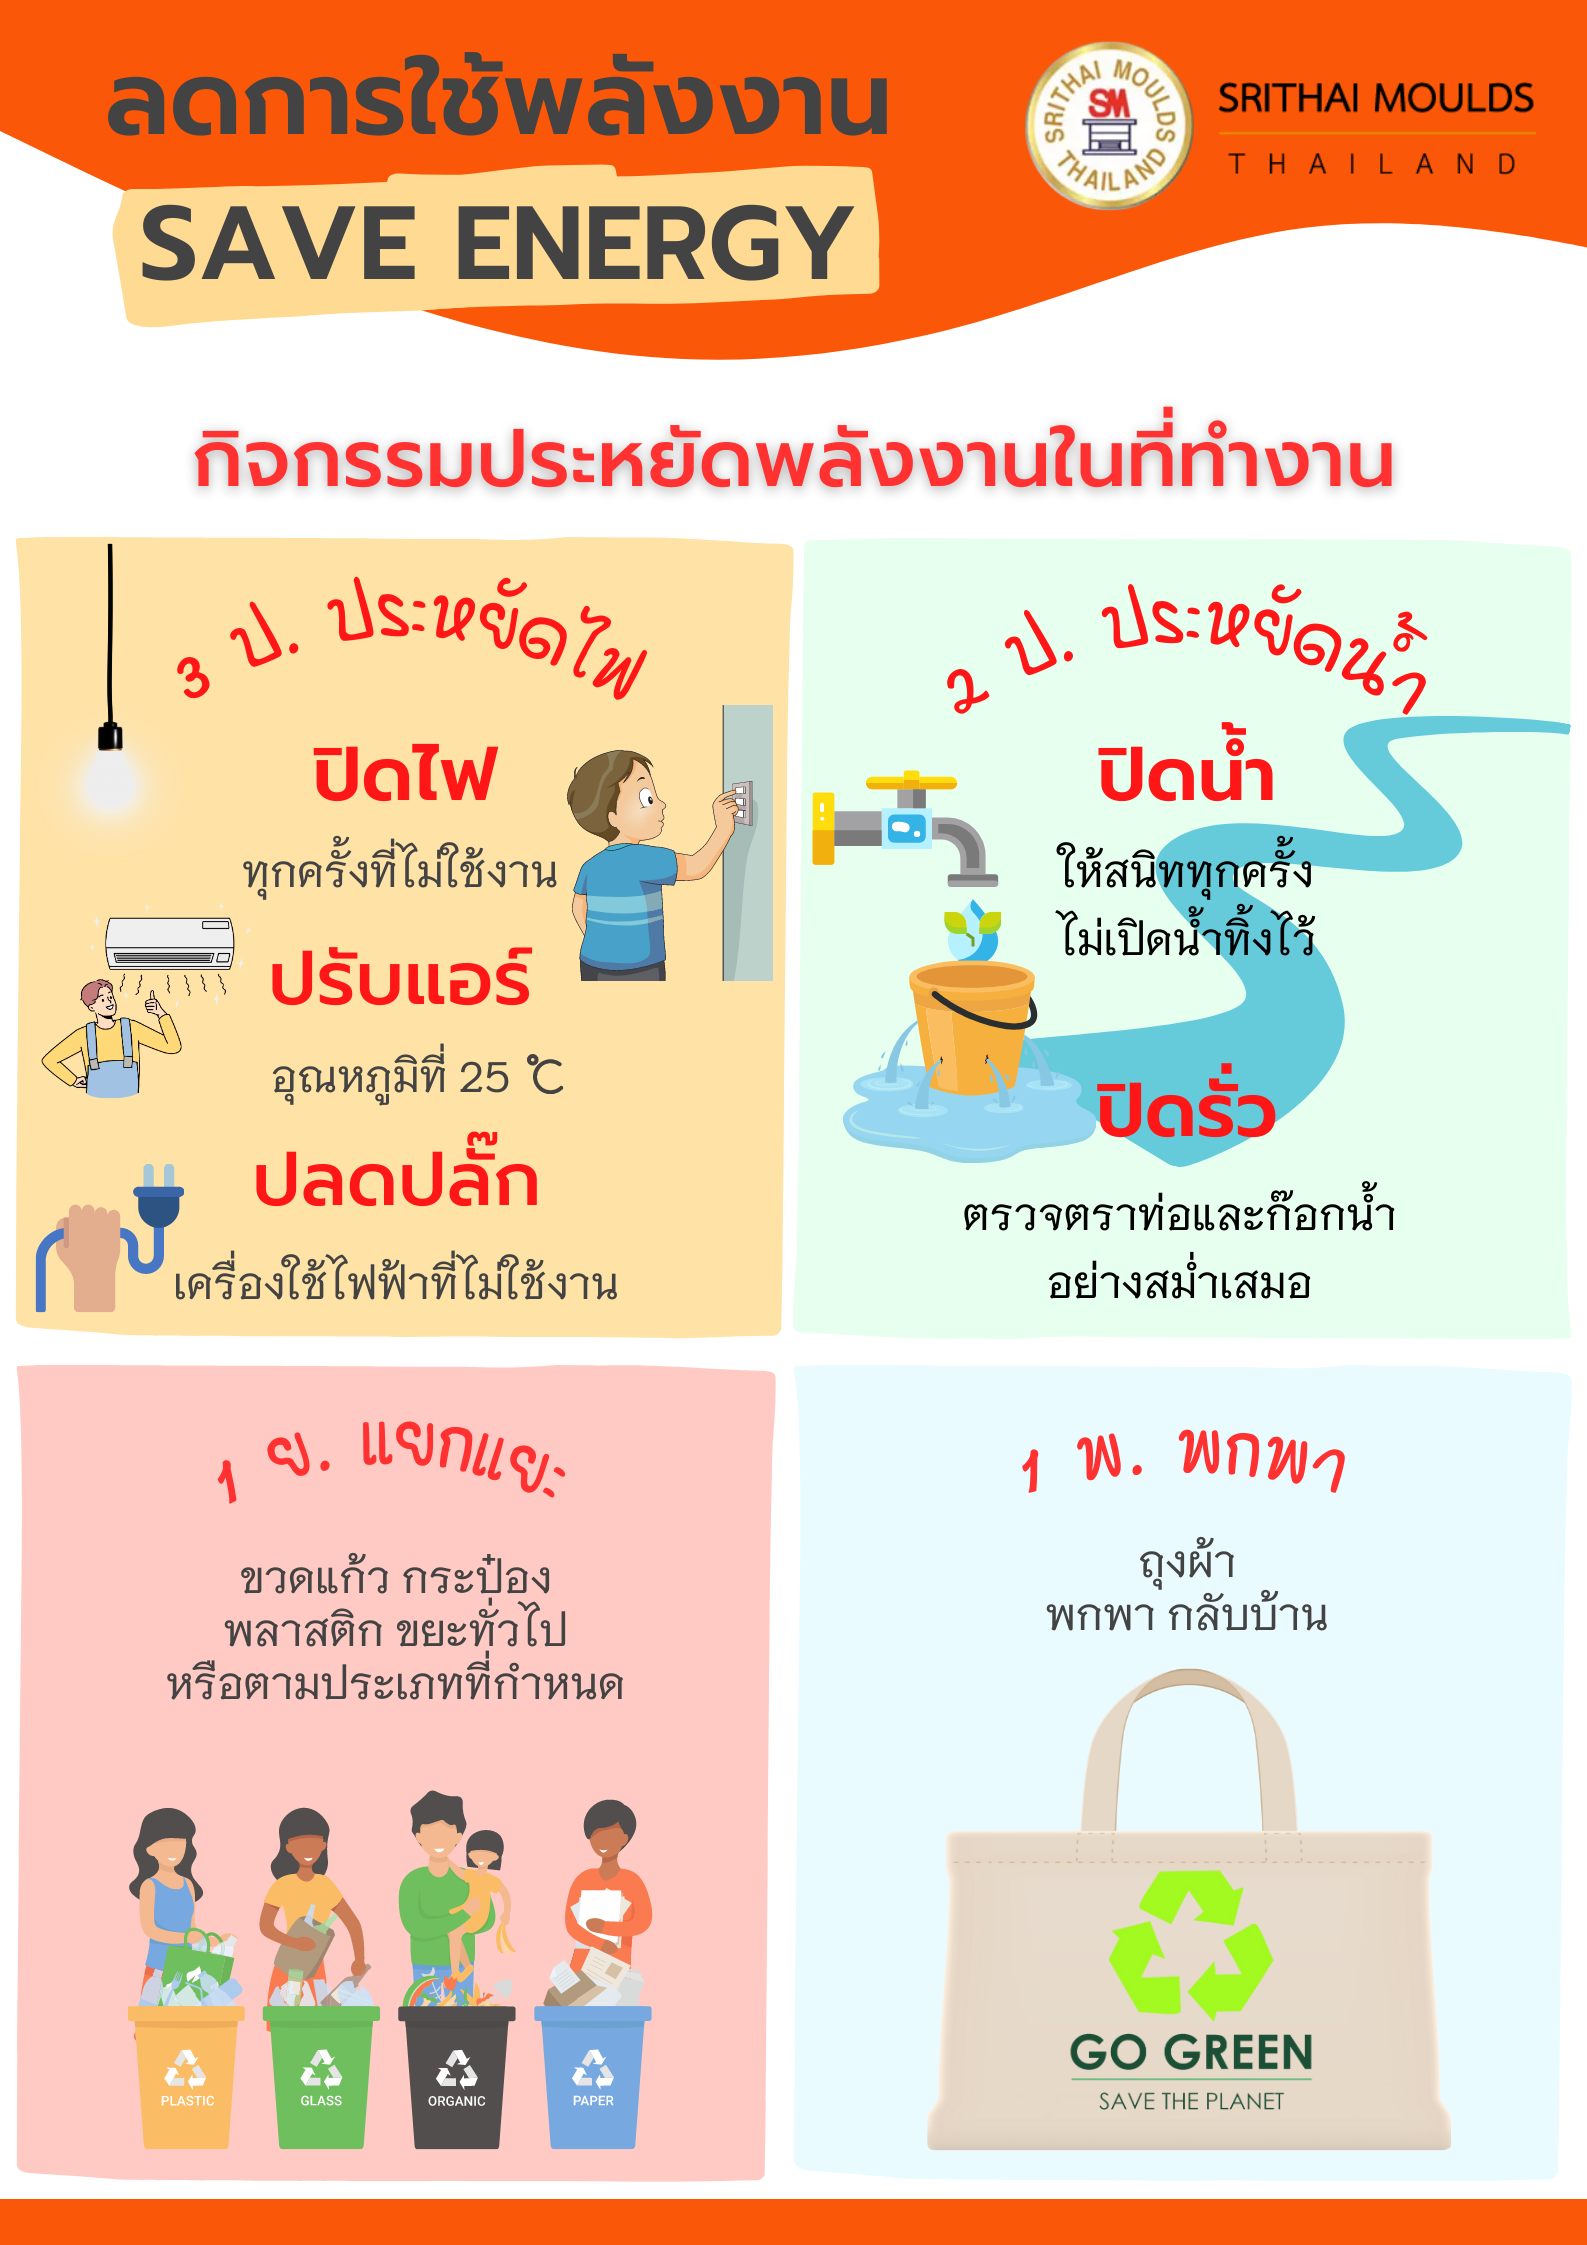 ลดการใช้พลังงาน
SAVE ENERGY
SRITHAI MOULDS
SM
THAILAND
SRITHAI MOULDS
THAILAND
กิจกรรมประหยัดพลังงานในที่ทำงาน
3 ป. ประหยัดไฟ
ปิดไฟ
ทุกครั้งที่ไม่ใช้งาน
ปรับแอร์
อุณหภูมิที่ 25 ℃
ปลดปลั๊ก
เครื่องใช้ไฟฟ้าที่ไม่ใช้งาน
2 ป. ประหยัดน้ำ
ปิดน้ำ
ให้สนิททุกครั้ง
ไม่เปิดน้ำทิ้งไว้
ปิดรั่ว
ตรวจตราท่อและก๊อกน้ำ
อย่างสม่ำเสมอ
1 ย. แยกแยะ
ขวดแก้ว กระป๋อง
พลาสติก ขยะทั่วไป
หรือตามประเภทที่กำหนด
PLASTIC
GLASS
ORGANIC
PAPER
1 พ. พกพา
ถุงผ้า
พกพา กลับบ้าน
GO GREEN
SAVE THE PLANET